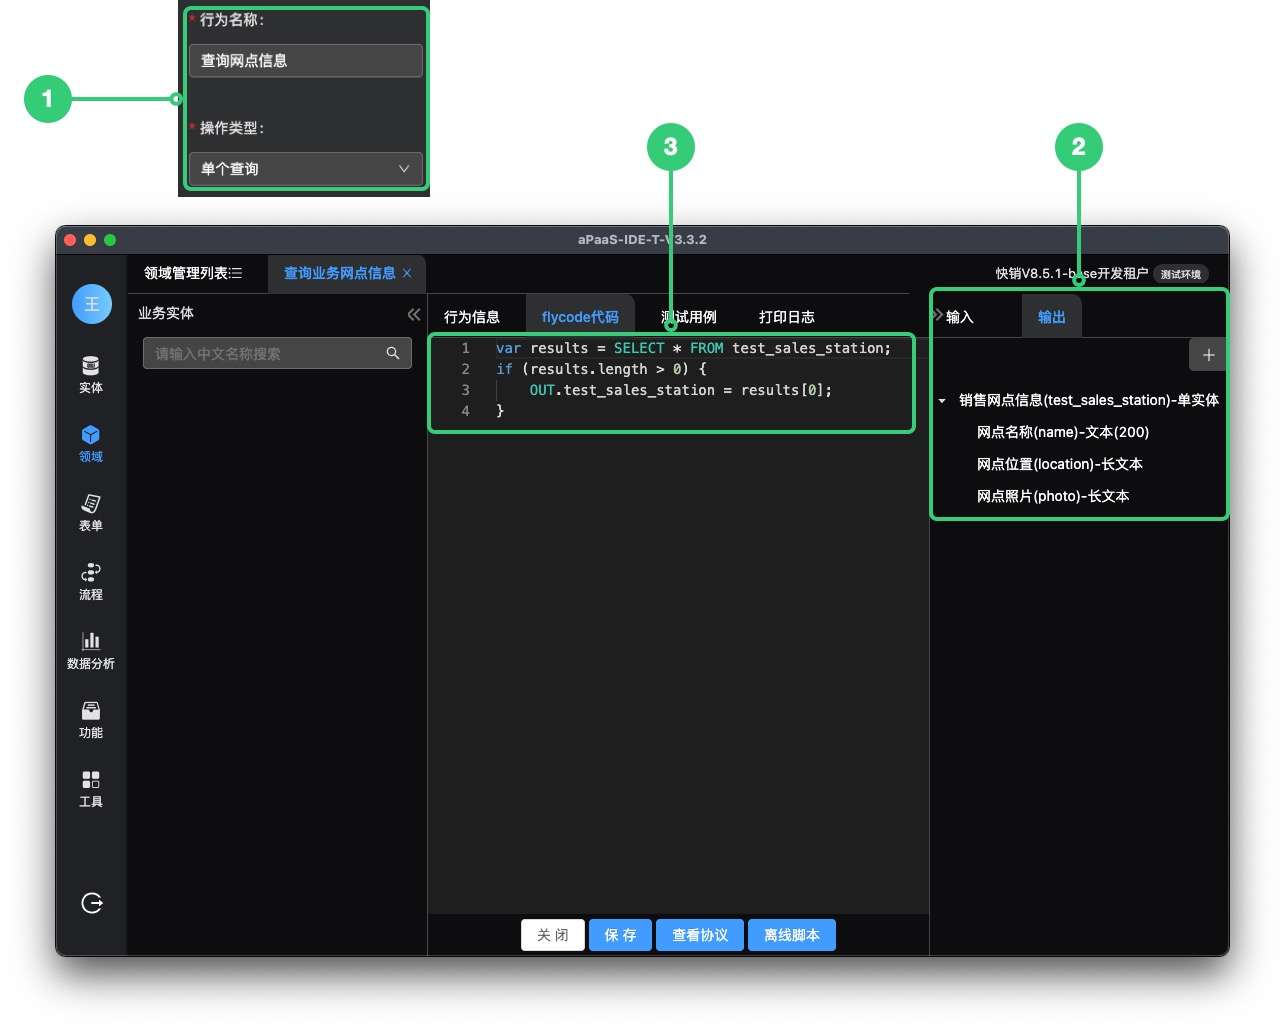 * 行为名称：
查询网点信息
1
* 操作类型：
单个查询
3
2
aPaaS-IDE-T-V3.3.2
领域管理列表
查询业务网点信息 ×
快销V8.5.1-base开发租户 测试环境
王
业务实体
行为信息
flycode代码
测试用例
打印日志
输入
输出
请输入中文名称搜索
+
1 var results = SELECT * FROM test_sales_station;
2 if (results.length > 0) {
3 OUT.test_sales_station = results[0];
4 }
销售网点信息(test_sales_station)-单实体
网点名称(name)-文本(200)
网点位置(location)-长文本
网点照片(photo)-长文本
实体
领域
表单
流程
数据分析
功能
工具
关 闭
保 存
查看协议
离线脚本